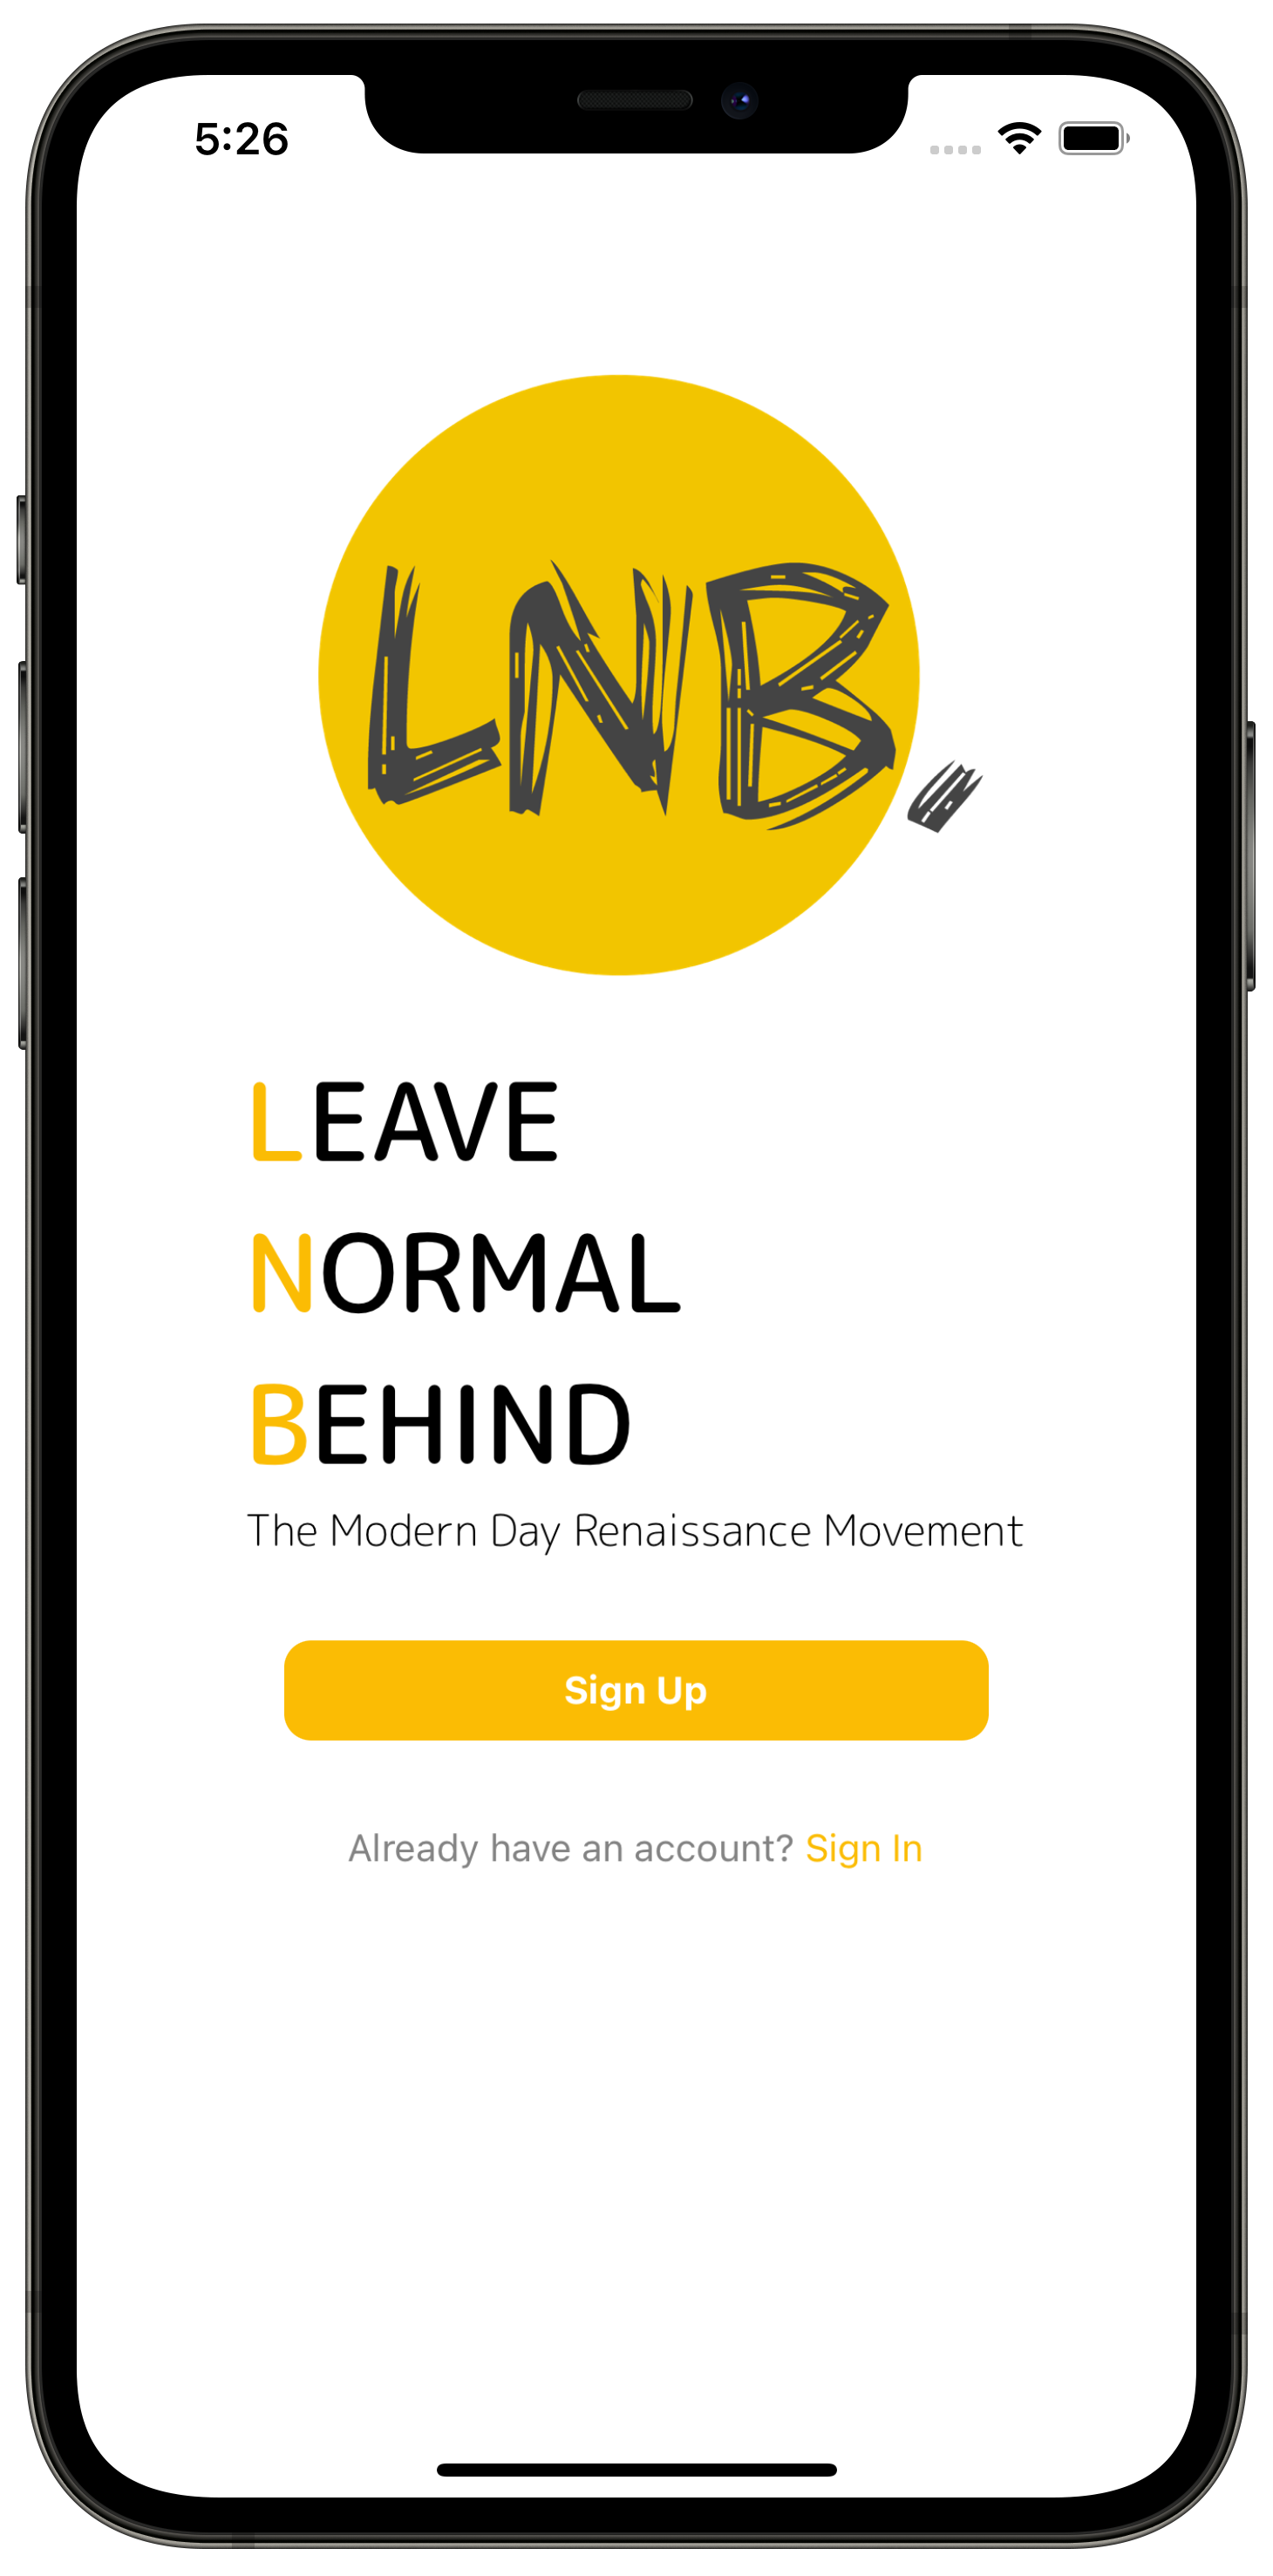 5:26
LNB.
LEAVE
NORMAL
BEHIND
The Modern Day Renaissance Movement
Sign Up
Already have an account? Sign In